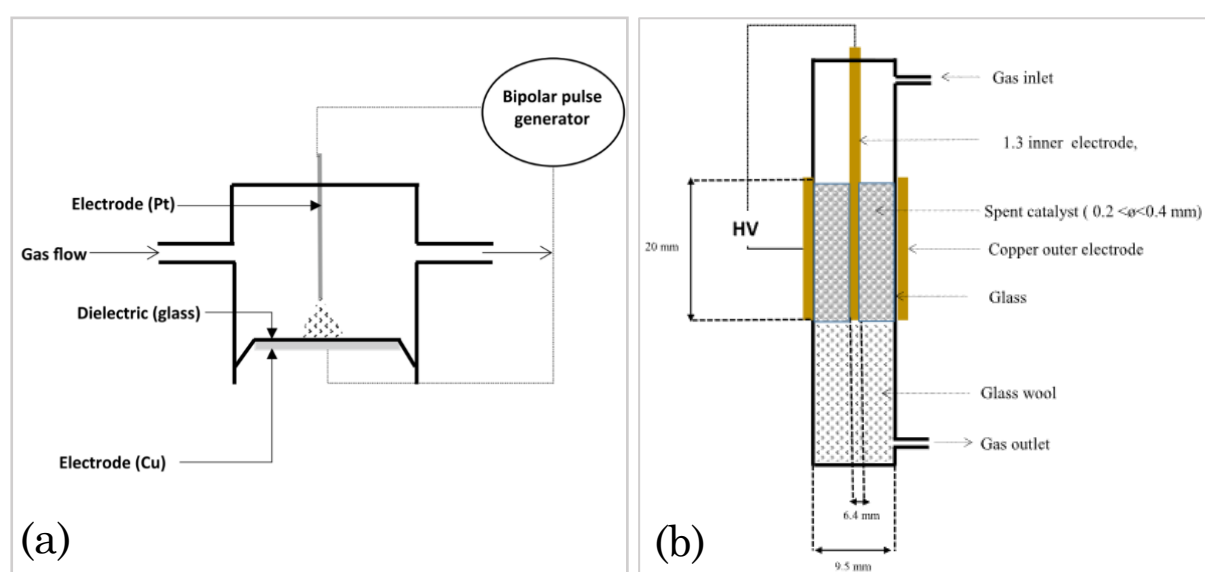 Bipolar pulse
generator
Electrode (Pt)
Gas flow
Dielectric (glass)
Electrode (Cu)
(a)
Gas inlet
1.3 inner electrode,
Spent catalyst ( 0.2 <ø<0.4 mm)
HV
20 mm
Copper outer electrode
Glass
Glass wool
Gas outlet
6.4 mm
9.5 mm
(b)